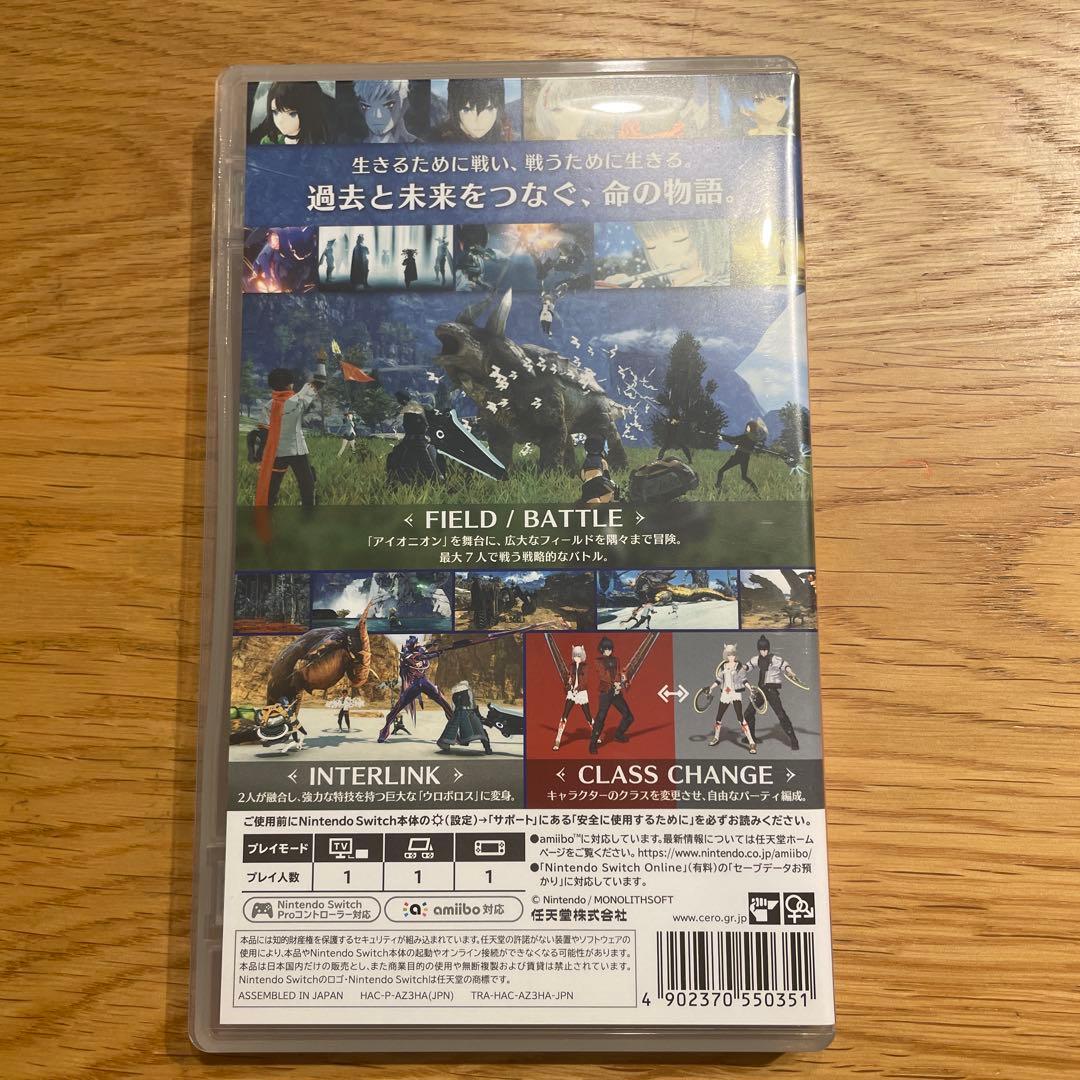 生きるために戦い、戦うために生きる。
過去と未来をつなぐ、命の物語。
FIELD / BATTLE
「アイオニオン」を舞台に、広大なフィールドを隅々まで冒険。
最大7人で戦う戦略的なバトル。
INTERLINK
2人が融合し、強力な特技を持つ巨大な「ウロボロス」に変身。
CLASS CHANGE
キャラクターのクラスを変更させ、自由なパーティ編成。
ご使用前にNintendo Switch本体の(設定)→「サポート」にある「安全に使用するために」を必ずお読みください。
プレイモード TV
プレイ人数 1 1 1
●amiibo™に対応しています。最新情報については任天堂ホーム
ページをご覧ください。https://www.nintendo.co.jp/amiibo/
●「Nintendo Switch Online」(有料)の「セーブデータお預
かり」に対応しています。
Nintendo Switch
Proコントローラー対応
amiibo 対応
© Nintendo / MONOLITHSOFT
任天堂株式会社
www.cero.gr.jp
本品には知的財産権を保護するセキュリティが組み込まれています。任天堂の許諾がない装置やソフトウェアの
使用により、本品やNintendo Switch本体の起動やオンライン接続ができなくなる可能性があります。
本品は日本国内だけの販売とし、また商業目的の使用や無断複製および賃貸は禁止されています。
Nintendo Switchのロゴ・Nintendo Switchは任天堂の商標です。
ASSEMBLED IN JAPAN HAC-P-AZ3HA(JPN) TRA-HAC-AZ3HA-JPN
4 902370 550351